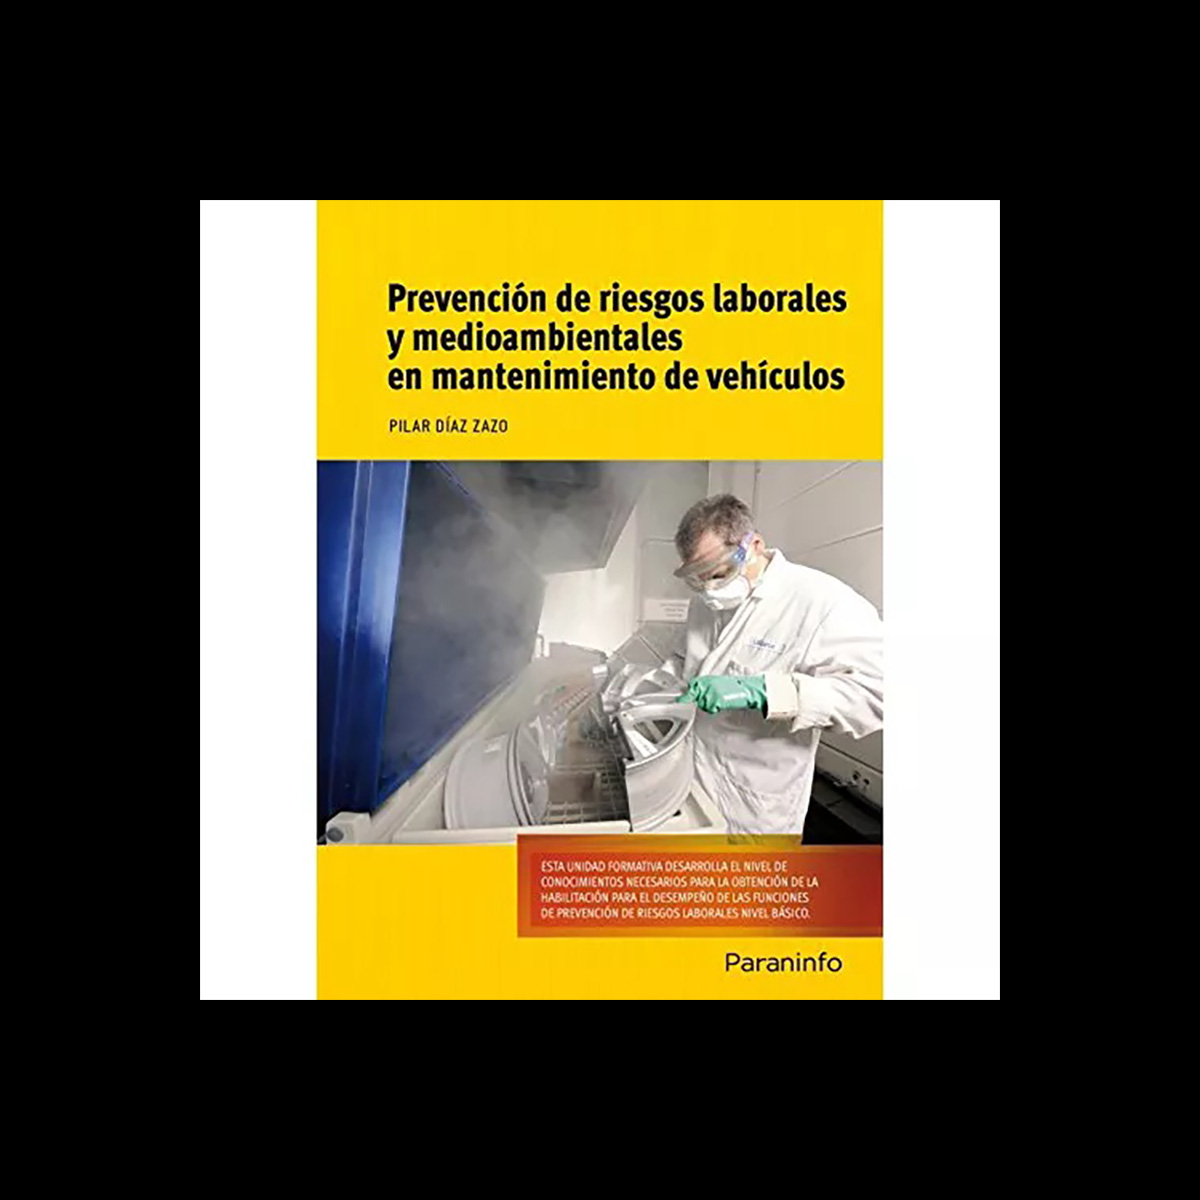 Prevención de riesgos laborales
y medioambientales
en mantenimiento de vehículos
PILAR DÍAZ ZAZO
ESTA UNIDAD FORMATIVA DESARROLLA EL NIVEL DE
CONOCIMIENTOS NECESARIOS PARA LA OBTENCIÓN DE LA
HABILITACIÓN PARA EL DESEMPEÑO DE LAS FUNCIONES
DE PREVENCIÓN DE RIESGOS LABORALES NIVEL BÁSICO.
Paraninfo